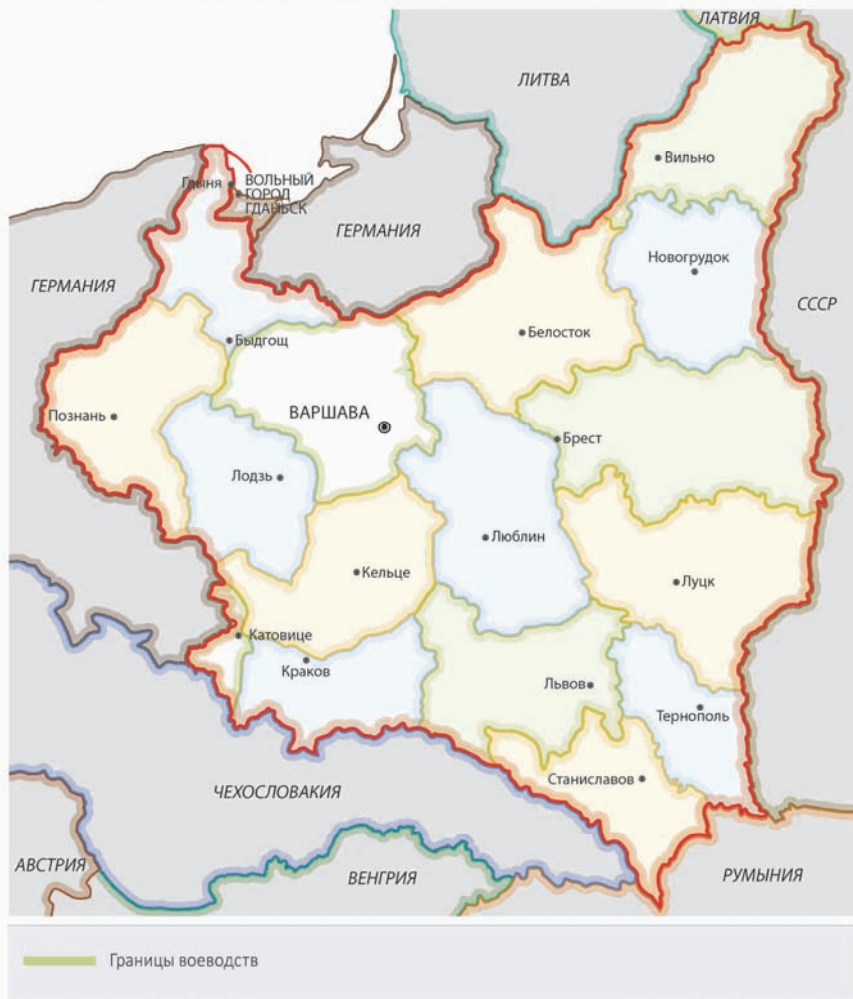 ЛАТВИЯ
ЛИТВА
Вильно
Гдыня
ВОЛЬНЫЙ
ГОРОД
ГДАНЬСК
ГЕРМАНИЯ
Новогрудок
ГЕРМАНИЯ
СССР
Быдгощ
Белосток
Познань
ВАРШАВА
Брест
Лодзь
Люблин
Кельце
Луцк
Катовице
Краков
Львов
Тернополь
Станиславов
ЧЕХОСЛОВАКИЯ
АВСТРИЯ
ВЕНГРИЯ
РУМЫНИЯ
Границы воеводств